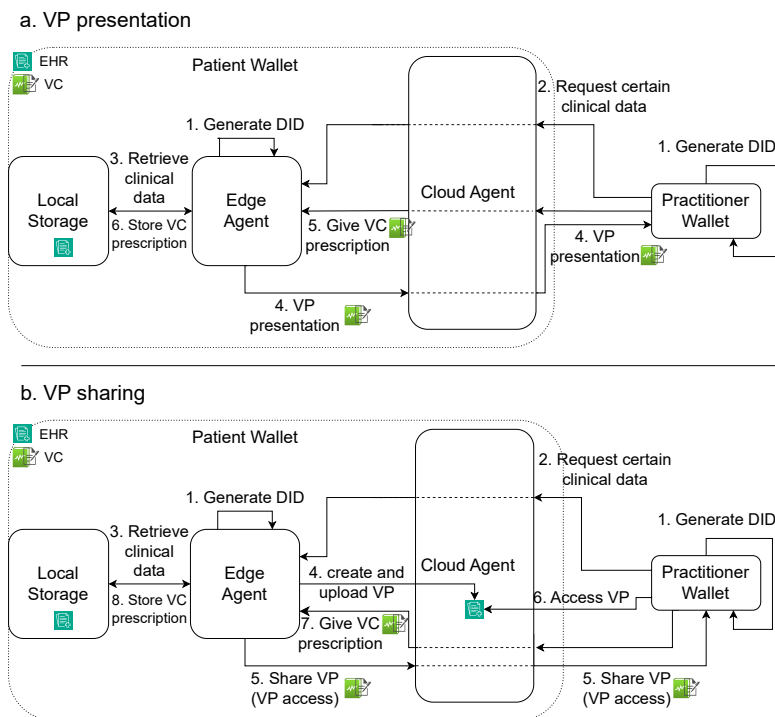 a. VP presentation
EHR
VC
Patient Wallet
2. Request certain
clinical data
1. Generate DID
1. Generate DID
3. Retrieve
clinical
data
Local
Storage
Edge
Agent
Cloud Agent
Practitioner
Wallet
6. Store VC
prescription
5. Give VC
prescription
4. VP
presentation
4. VP
presentation
b. VP sharing
EHR
VC
Patient Wallet
2. Request certain
clinical data
1. Generate DID
1. Generate DID
3. Retrieve
clinical
data
Local
Storage
Edge
Agent
Cloud Agent
4. create and
upload VP
Practitioner
Wallet
6. Access VP
8. Store VC
prescription
7. Give VC
prescription
5. Share VP
(VP access)
5. Share VP
(VP access)